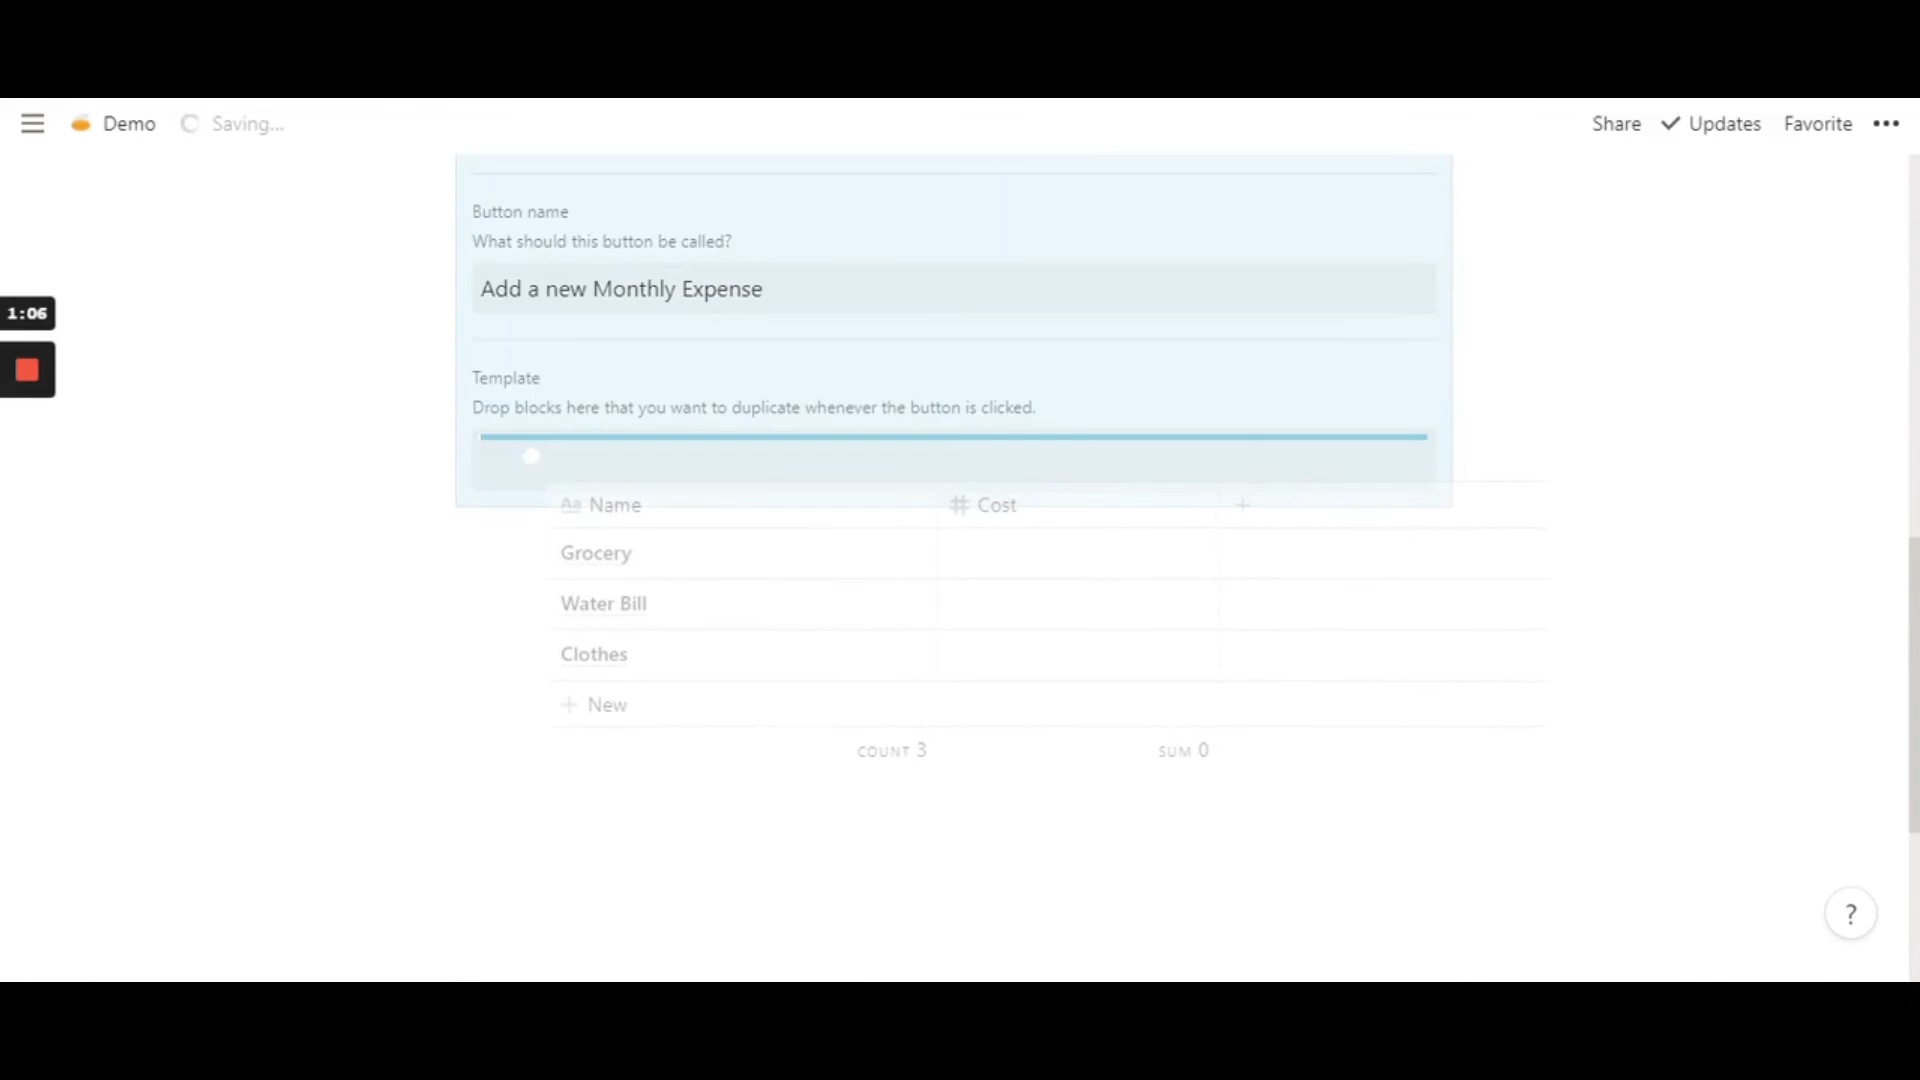 Demo Saving...
Share Updates Favorite
Button name
What should this button be called?
Add a new Monthly Expense
1:06
Template
Drop blocks here that you want to duplicate whenever the button is clicked.
Aa Name # Cost +
Grocery
Water Bill
Clothes
+ New
COUNT 3 SUM 0
?